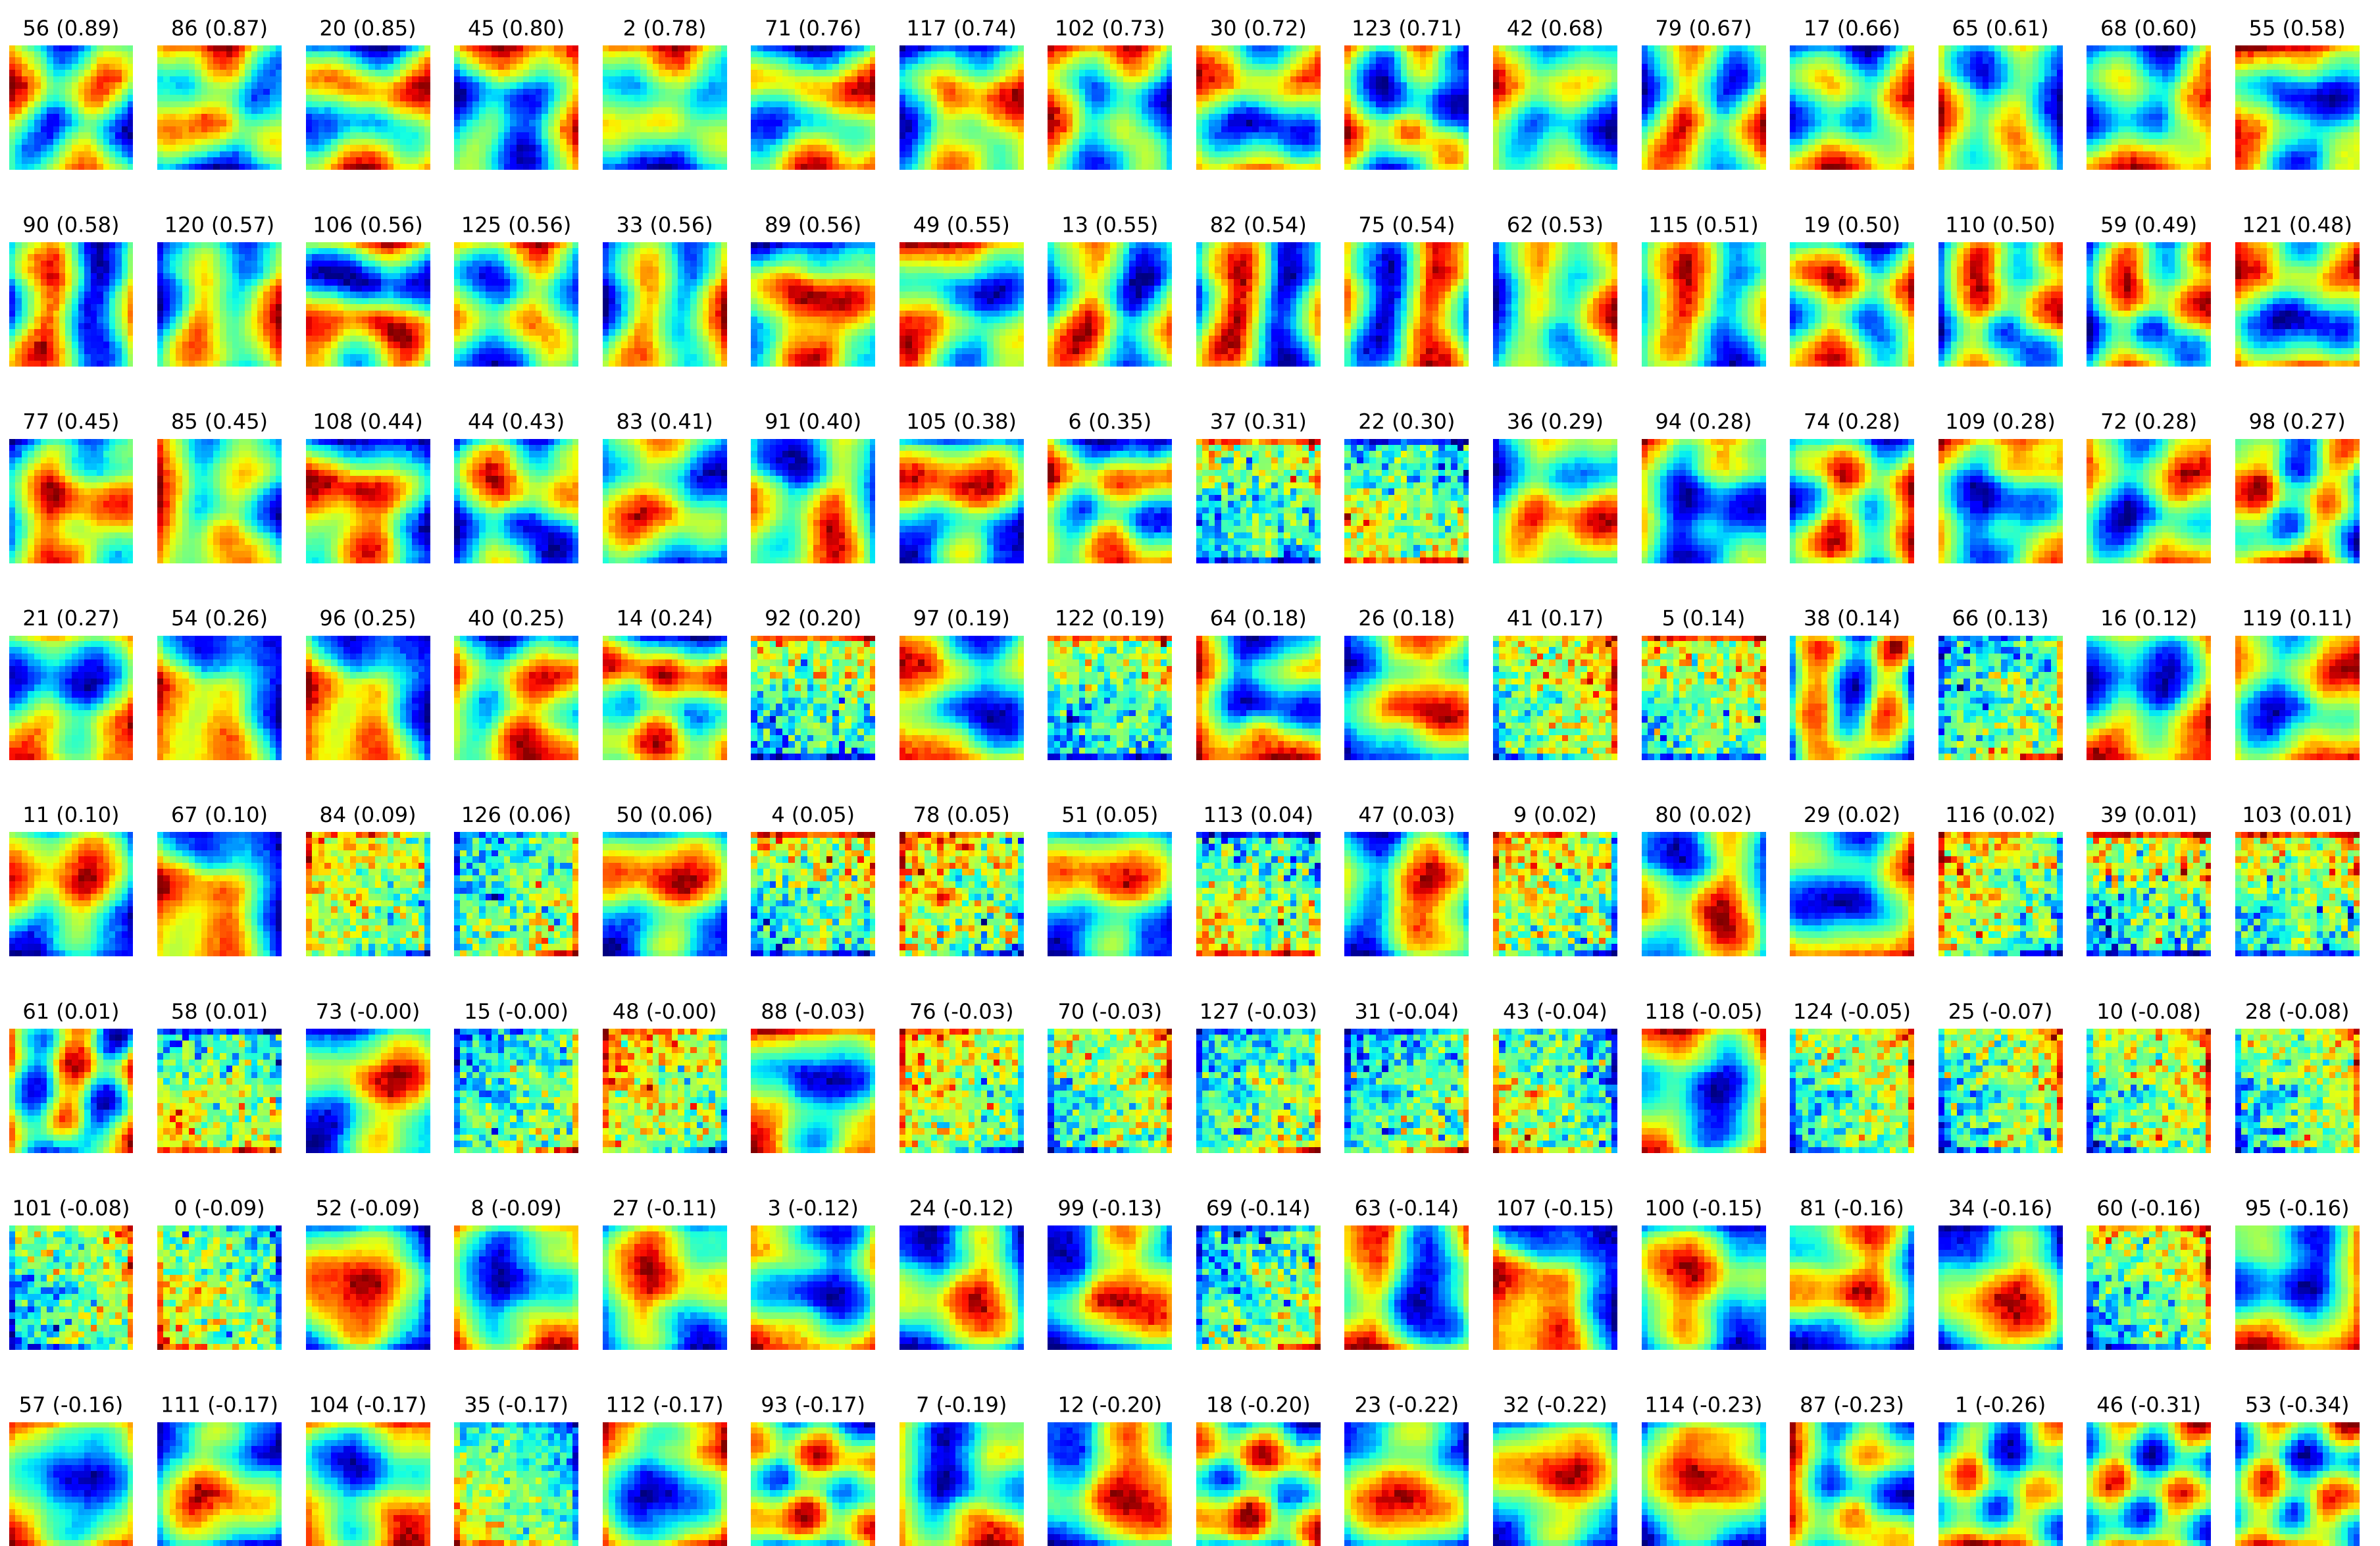 56 (0.89) 86 (0.87) 20 (0.85) 45 (0.80) 2 (0.78) 71 (0.76) 117 (0.74) 102 (0.73) 30 (0.72) 123 (0.71) 42 (0.68) 79 (0.67) 17 (0.66) 65 (0.61) 68 (0.60) 55 (0.58)
90 (0.58) 120 (0.57) 106 (0.56) 125 (0.56) 33 (0.56) 89 (0.56) 49 (0.55) 13 (0.55) 82 (0.54) 75 (0.54) 62 (0.53) 115 (0.51) 19 (0.50) 110 (0.50) 59 (0.49) 121 (0.48)
77 (0.45) 85 (0.45) 108 (0.44) 44 (0.43) 83 (0.41) 91 (0.40) 105 (0.38) 6 (0.35) 37 (0.31) 22 (0.30) 36 (0.29) 94 (0.28) 74 (0.28) 109 (0.28) 72 (0.28) 98 (0.27)
21 (0.27) 54 (0.26) 96 (0.25) 40 (0.25) 14 (0.24) 92 (0.20) 97 (0.19) 122 (0.19) 64 (0.18) 26 (0.18) 41 (0.17) 5 (0.14) 38 (0.14) 66 (0.13) 16 (0.12) 119 (0.11)
11 (0.10) 67 (0.10) 84 (0.09) 126 (0.06) 50 (0.06) 4 (0.05) 78 (0.05) 51 (0.05) 113 (0.04) 47 (0.03) 9 (0.02) 80 (0.02) 29 (0.02) 116 (0.02) 39 (0.01) 103 (0.01)
61 (0.01) 58 (0.01) 73 (-0.00) 15 (-0.00) 48 (-0.00) 88 (-0.03) 76 (-0.03) 70 (-0.03) 127 (-0.03) 31 (-0.04) 43 (-0.04) 118 (-0.05) 124 (-0.05) 25 (-0.07) 10 (-0.08) 28 (-0.08)
101 (-0.08) 0 (-0.09) 52 (-0.09) 8 (-0.09) 27 (-0.11) 3 (-0.12) 24 (-0.12) 99 (-0.13) 69 (-0.14) 63 (-0.14) 107 (-0.15) 100 (-0.15) 81 (-0.16) 34 (-0.16) 60 (-0.16) 95 (-0.16)
57 (-0.16) 111 (-0.17) 104 (-0.17) 35 (-0.17) 112 (-0.17) 93 (-0.17) 7 (-0.19) 12 (-0.20) 18 (-0.20) 23 (-0.22) 32 (-0.22) 114 (-0.23) 87 (-0.23) 1 (-0.26) 46 (-0.31) 53 (-0.34)